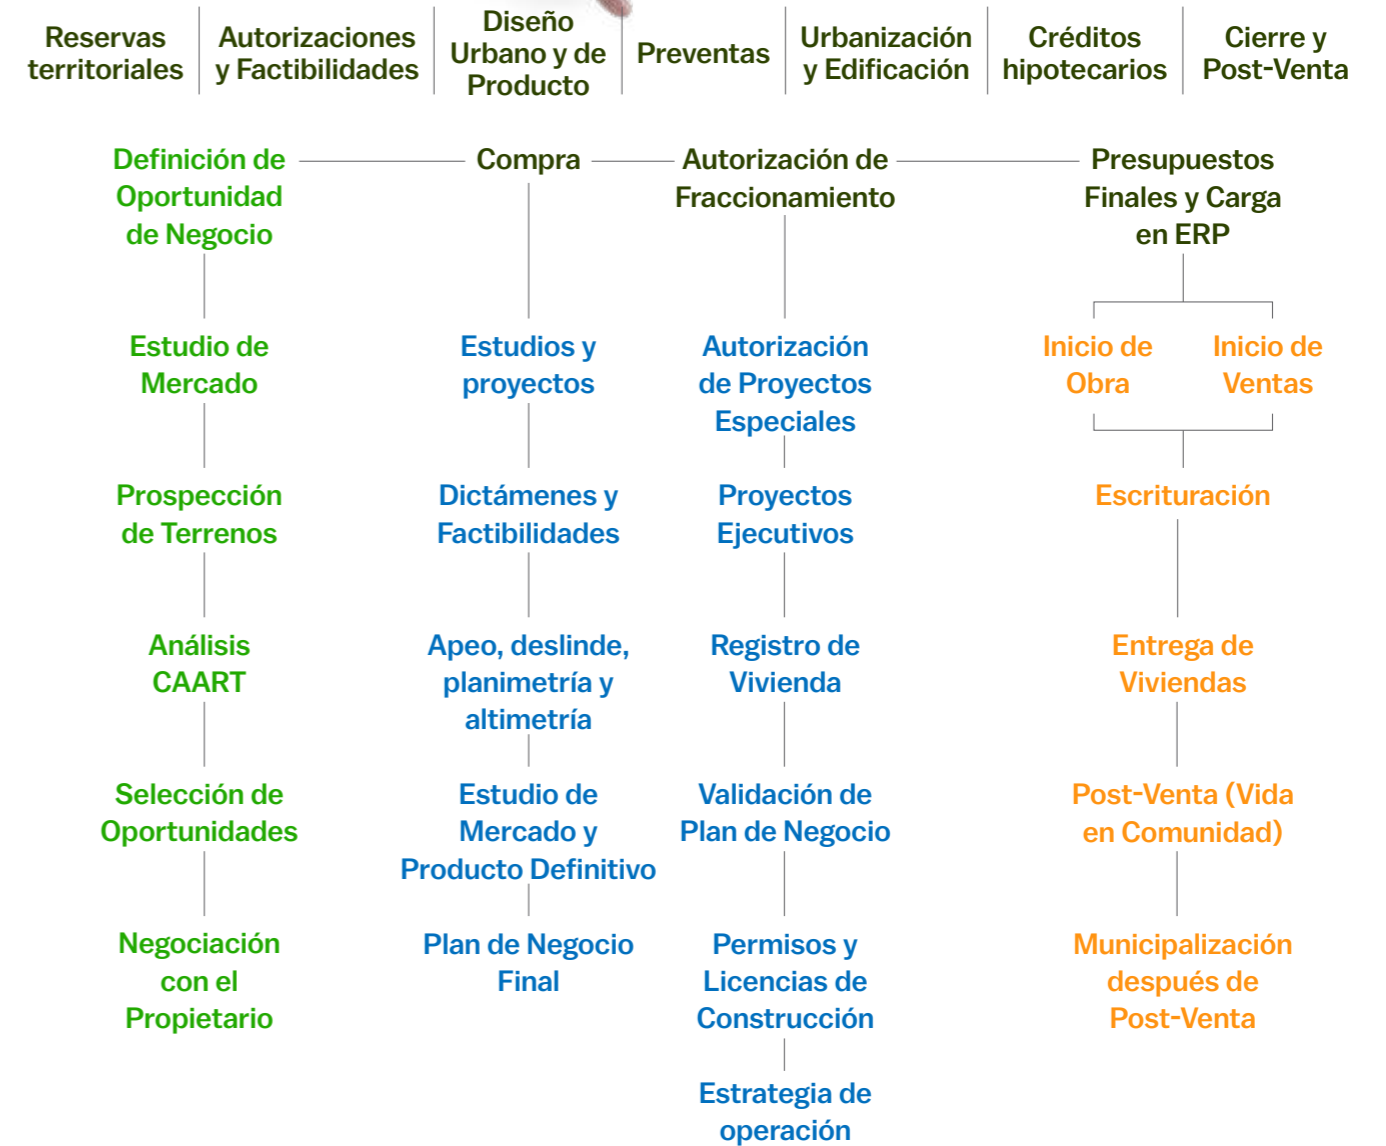 Reservas
territoriales
Autorizaciones
y Factibilidades
Diseño
Urbano y de
Producto
Preventas
Urbanización
y Edificación
Créditos
hipotecarios
Cierre y
Post-Venta
Definición de
Oportunidad
de Negocio
Estudio de
Mercado
Prospección
de Terrenos
Análisis
CAART
Selección de
Oportunidades
Negociación
con el
Propietario
Compra
Estudios y
proyectos
Dictámenes y
Factibilidades
Apeo, deslinde,
planimetría y
altimetría
Estudio de
Mercado y
Producto Definitivo
Plan de Negocio
Final
Autorización de
Fraccionamiento
Autorización
de Proyectos
Especiales
Proyectos
Ejecutivos
Registro de
Vivienda
Validación de
Plan de Negocio
Permisos y
Licencias de
Construcción
Estrategia de
operación
Presupuestos
Finales y Carga
en ERP
Inicio de
Obra
Inicio de
Ventas
Escrituración
Entrega de
Viviendas
Post-Venta (Vida
en Comunidad)
Municipalización
después de
Post-Venta